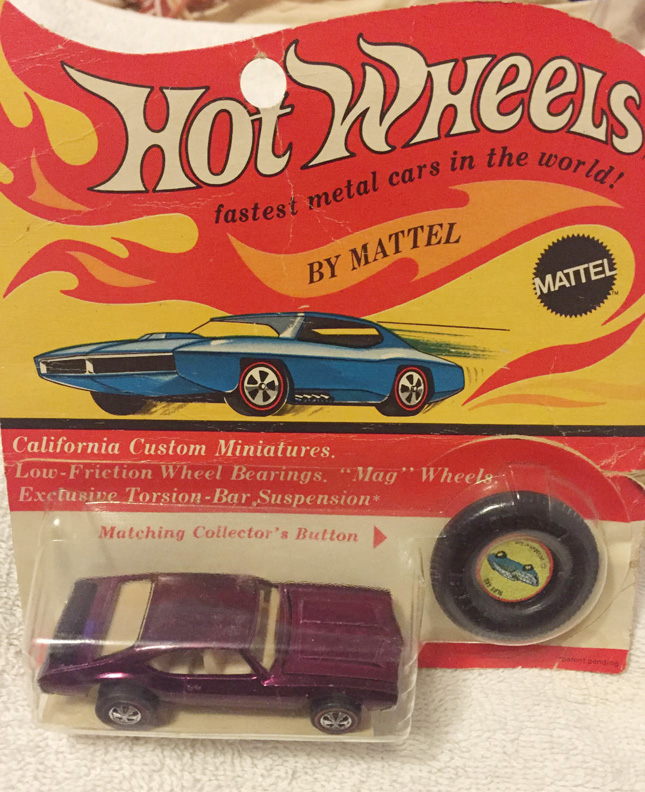 Hot Wheels
fastest metal cars in the world!
BY MATTEL
MATTEL
California Custom Miniatures.
Low-Friction Wheel Bearings. "Mag" Wheels.
Exclusive Torsion-Bar Suspension*
Matching Collector's Button
*patent pending